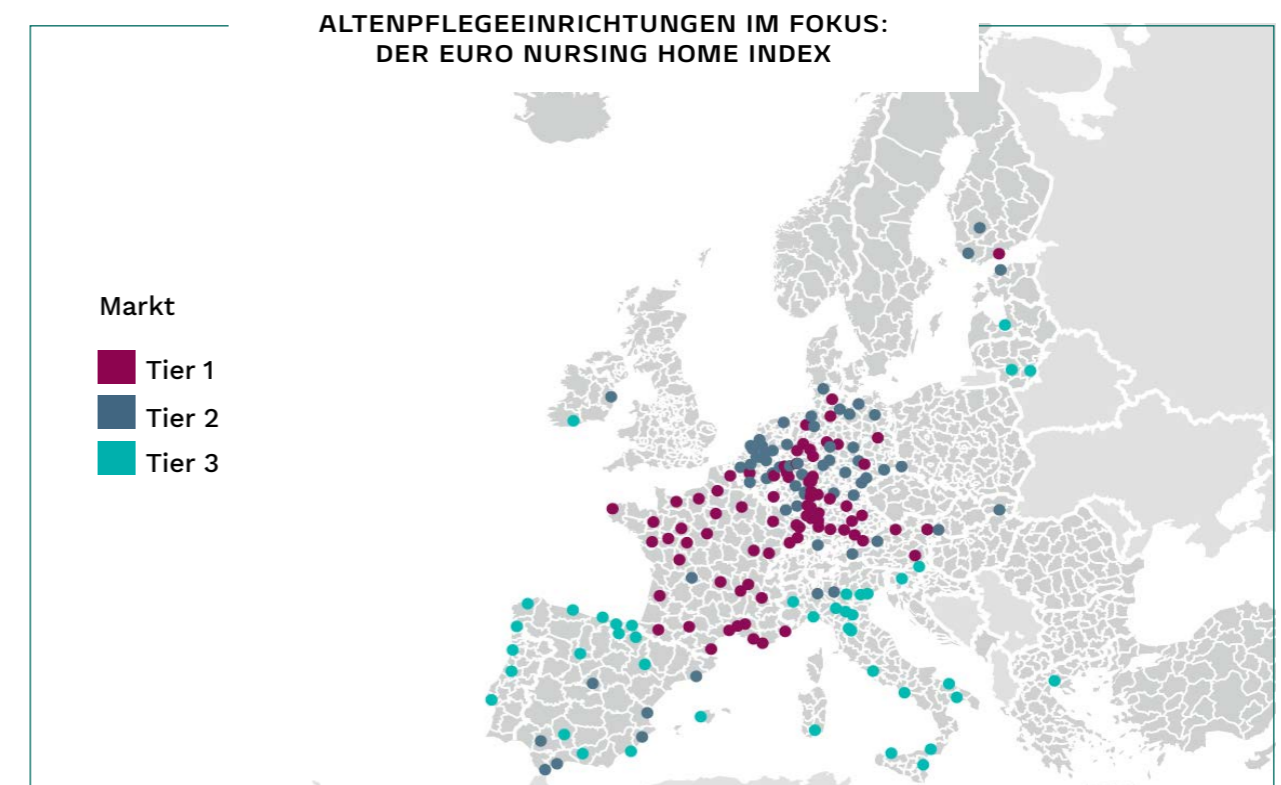 ALTENPFLEGEEINRICHTUNGEN IM FOKUS:
DER EURO NURSING HOME INDEX
Markt
Tier 1
Tier 2
Tier 3